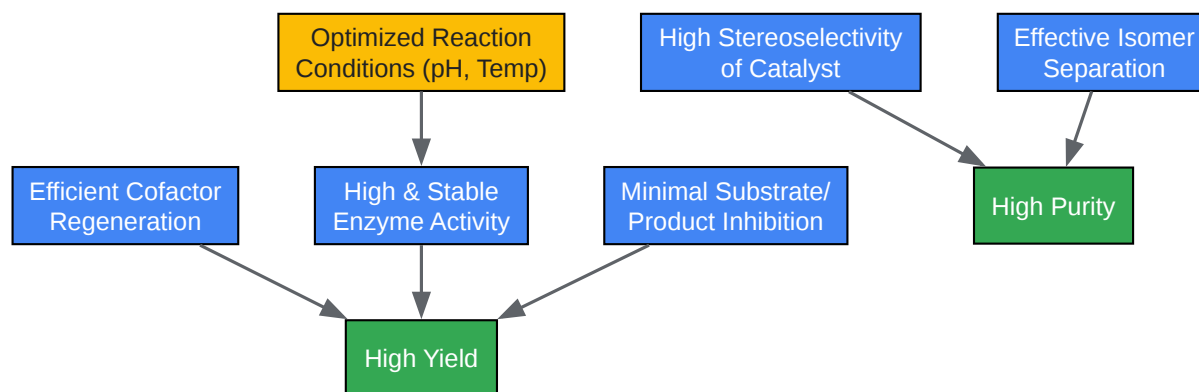 Optimized Reaction
Conditions (pH, Temp)
High Stereoselectivity
of Catalyst
Effective Isomer
Separation
Efficient Cofactor
Regeneration
High & Stable
Enzyme Activity
Minimal Substrate/
Product Inhibition
High Purity
High Yield